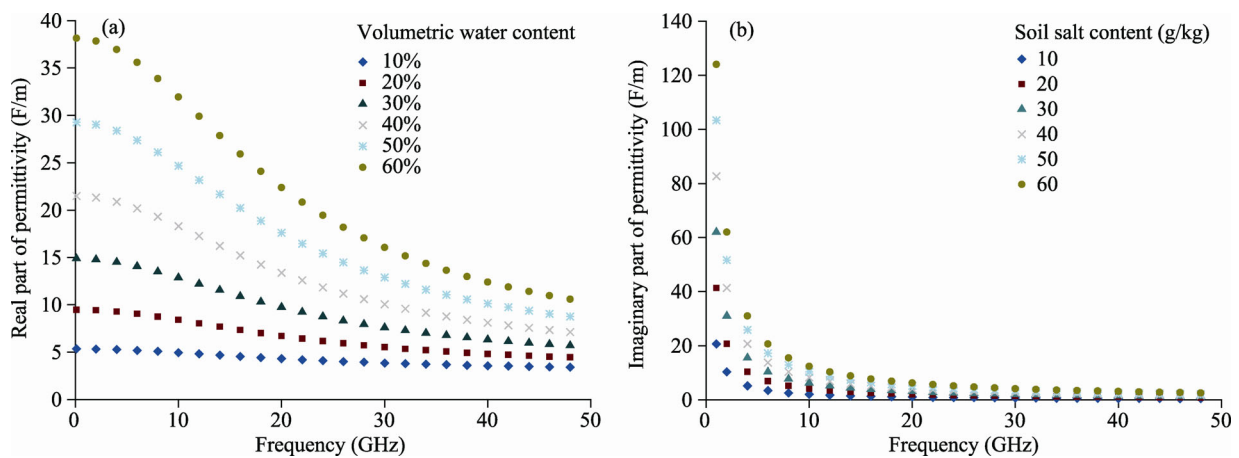 (a)
Volumetric water content
10%
20%
30%
40%
50%
60%
Real part of permittivity (F/m)
40
35
30
25
20
15
10
5
0
0 10 20 30 40 50
Frequency (GHz)
(b)
Soil salt content (g/kg)
10
20
30
40
50
60
Imaginary part of permittivity (F/m)
140
120
100
80
60
40
20
0
0 10 20 30 40 50
Frequency (GHz)